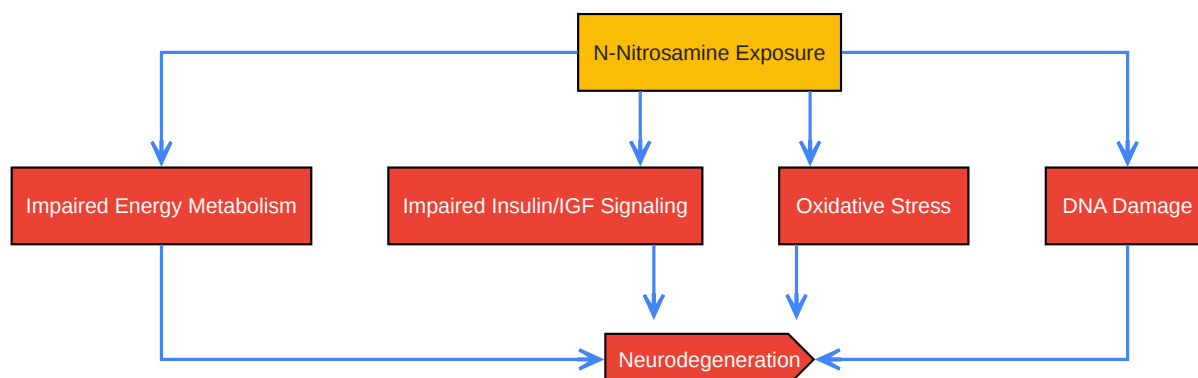 N-Nitrosamine Exposure
Impaired Energy Metabolism
Impaired Insulin/IGF Signaling
Oxidative Stress
DNA Damage
Neurodegeneration